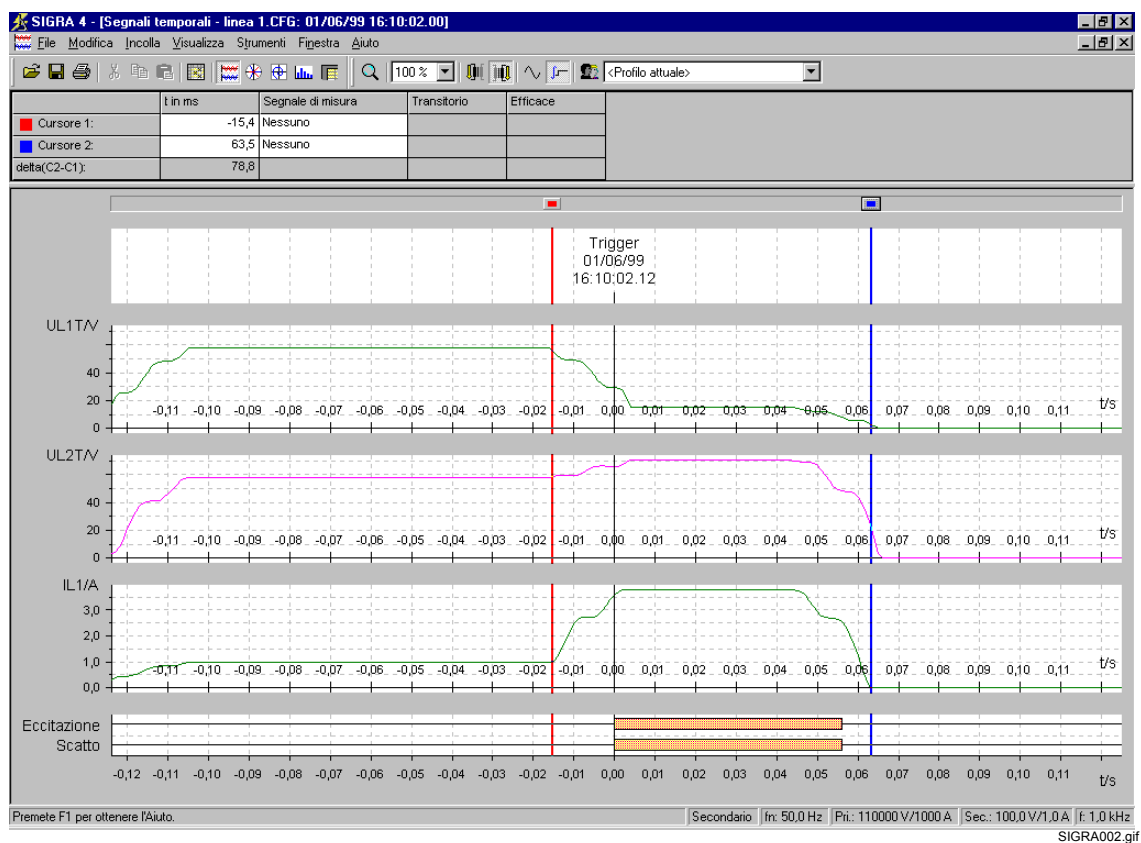 SIGRA 4 - [Segnali temporali - linea 1.CFG: 01/06/99 16:10:02.00]
File Modifica Incolla Visualizza Strumenti Finestra Aiuto
100 % <Profilo attuale>
t in ms Segnale di misura Transitorio Efficace
Cursore 1: -15,4 Nessuno
Cursore 2: 63,5 Nessuno
delta(C2-C1): 78,8
Trigger
01/06/99
16:10:02.12
UL1T/V
40
20
-0,11 -0,10 -0,09 -0,08 -0,07 -0,06 -0,05 -0,04 -0,03 -0,02 -0,01 0,00 0,01 0,02 0,03 0,04 0,05 0,06 0,07 0,08 0,09 0,10 0,11 t/s
0
UL2T/V
40
20
-0,11 -0,10 -0,09 -0,08 -0,07 -0,06 -0,05 -0,04 -0,03 -0,02 -0,01 0,00 0,01 0,02 0,03 0,04 0,05 0,06 0,07 0,08 0,09 0,10 0,11 t/s
0
IL1/A
3,0
2,0
1,0
-0,11 -0,10 -0,09 -0,08 -0,07 -0,06 -0,05 -0,04 -0,03 -0,02 -0,01 0,00 0,01 0,02 0,03 0,04 0,05 0,06 0,07 0,08 0,09 0,10 0,11 t/s
0,0
Eccitazione
Scatto
-0,12 -0,11 -0,10 -0,09 -0,08 -0,07 -0,06 -0,05 -0,04 -0,03 -0,02 -0,01 0,00 0,01 0,02 0,03 0,04 0,05 0,06 0,07 0,08 0,09 0,10 0,11 t/s
Premete F1 per ottenere l'Aiuto. Secondario fn: 50,0 Hz Pri.: 110000 V/1000 A Sec.: 100,0 V/1,0 A f: 1,0 kHz
SIGRA002.gif